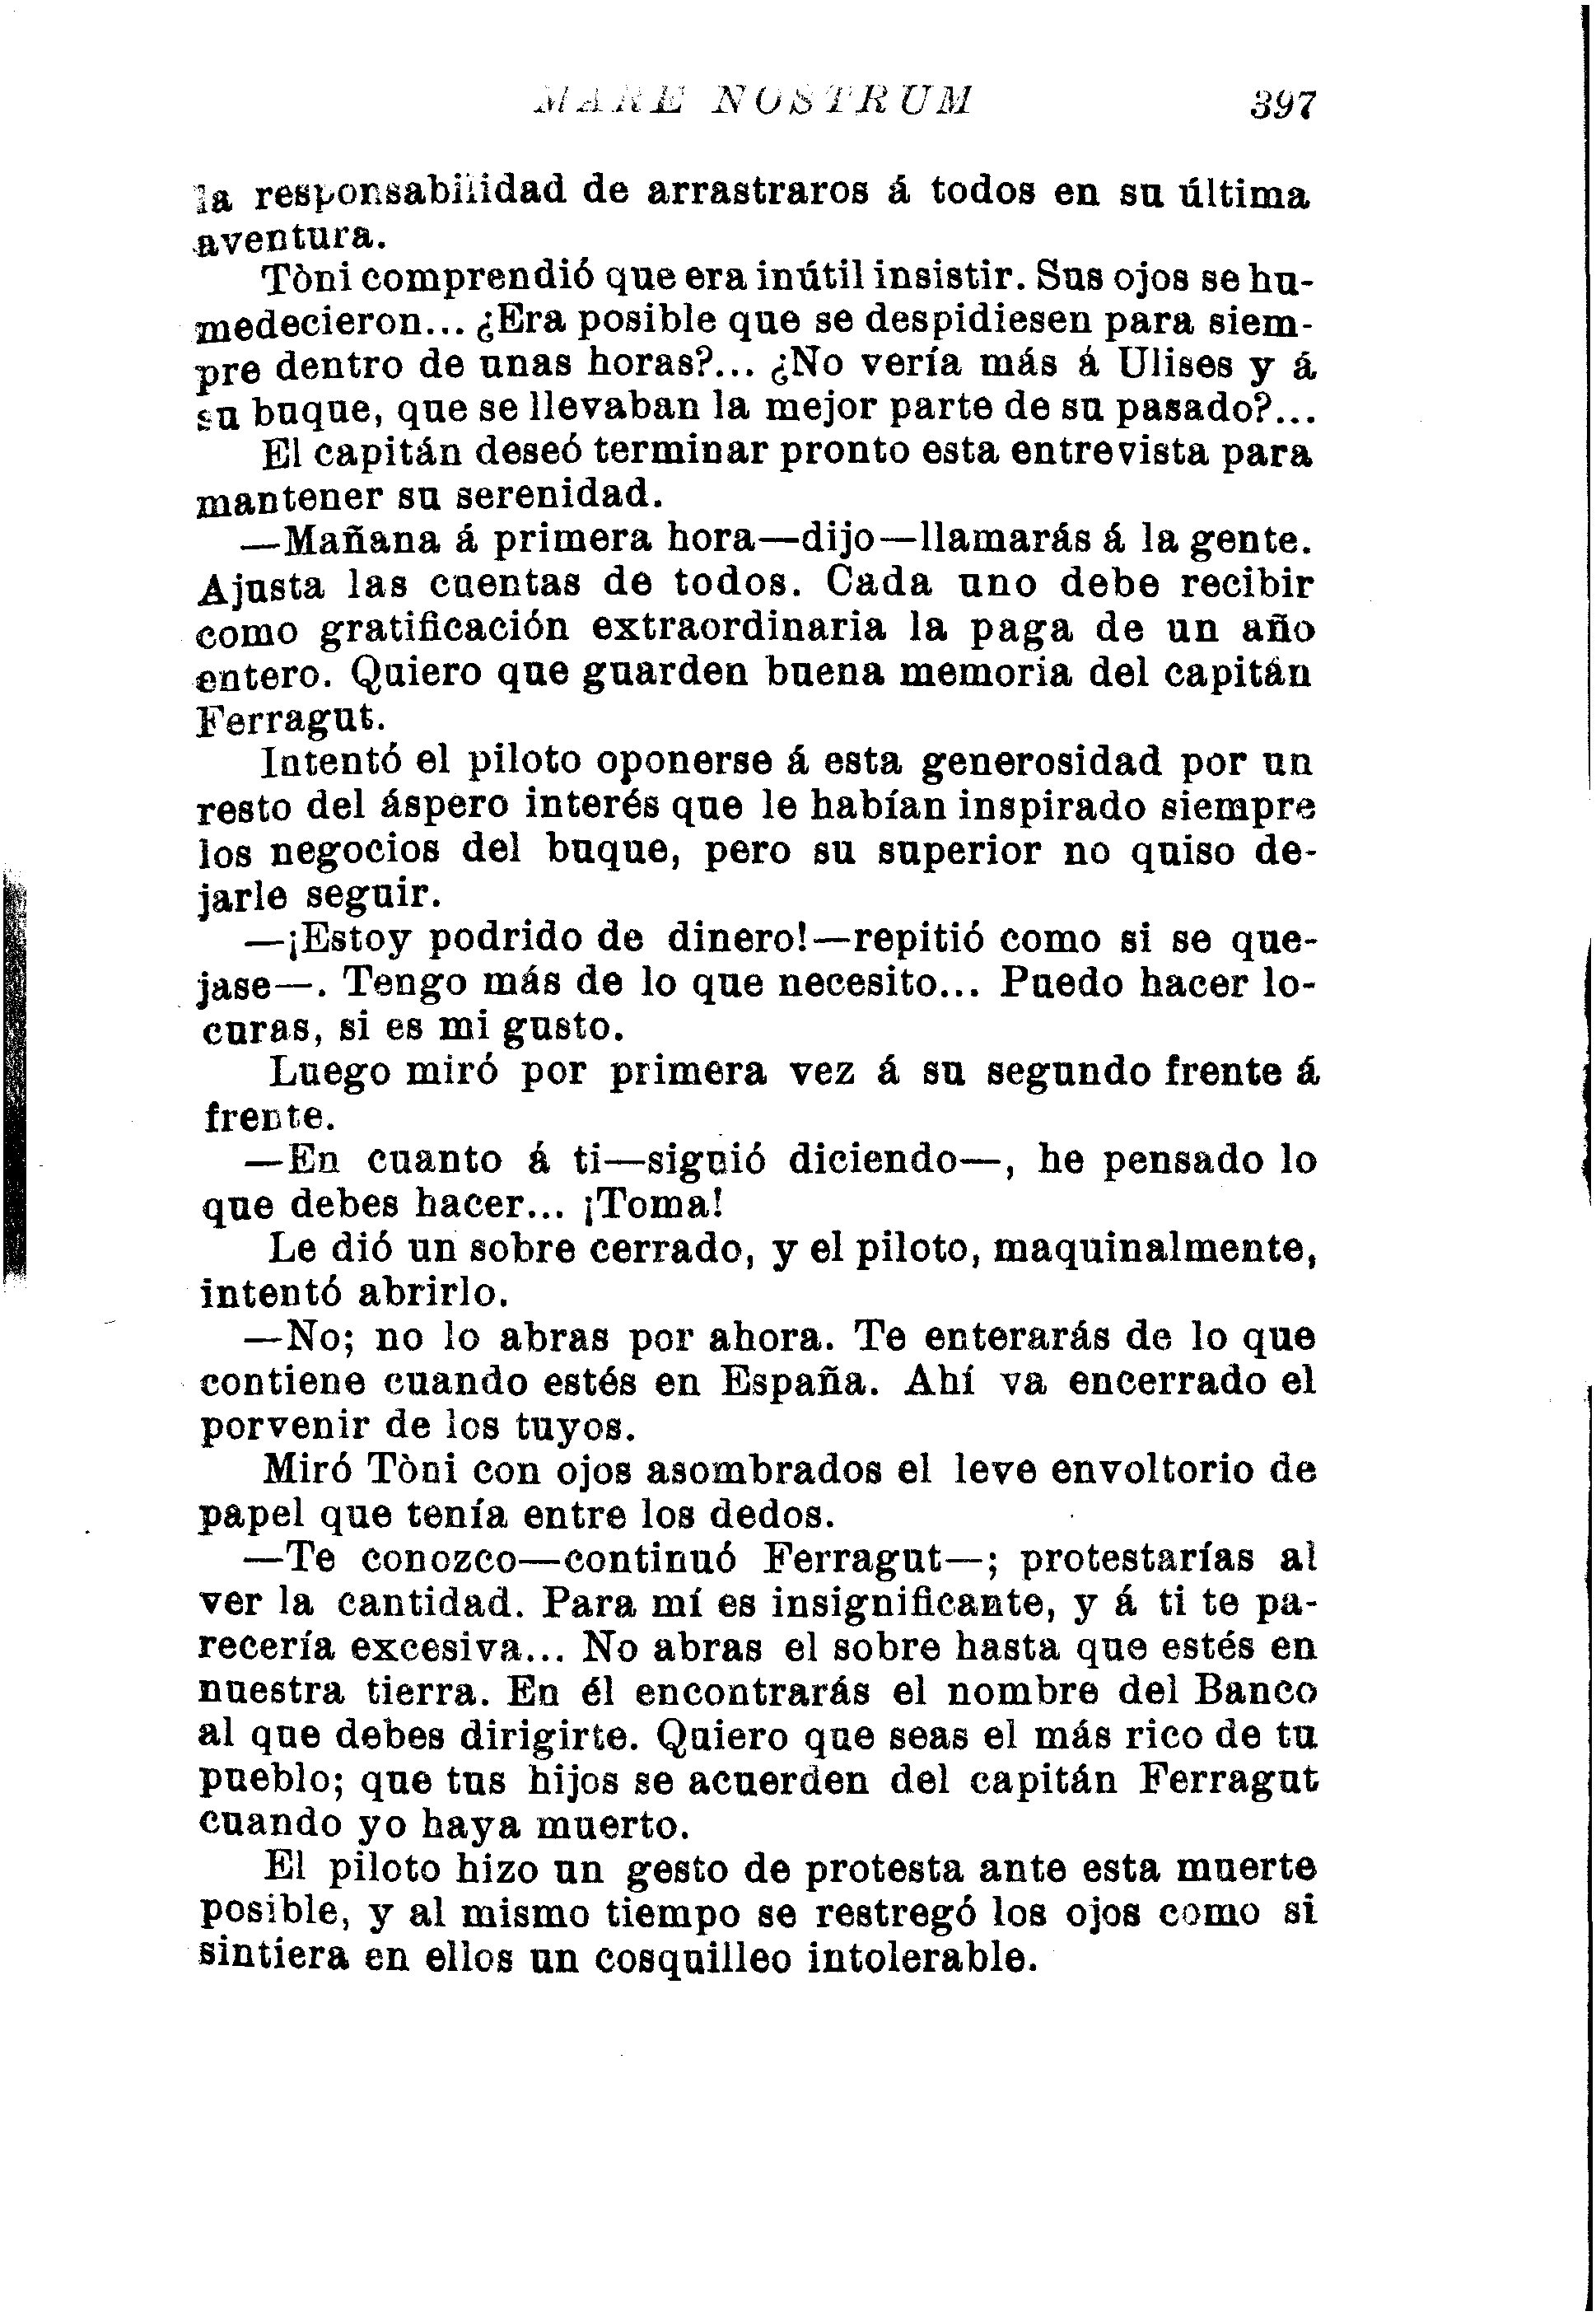 MARE NOSTRUM 397
la responsabilidad de arrastraros á todos en su última
aventura.
Tòni comprendió que era inútil insistir. Sus ojos se hu-
medecieron... ¿Era posible que se despidiesen para siem-
pre dentro de unas horas?... ¿No vería más á Ulises y á
su buque, que se llevaban la mejor parte de su pasado?...
El capitán deseó terminar pronto esta entrevista para
mantener su serenidad.
—Mañana á primera hora—dijo—llamarás á la gente.
Ajusta las cuentas de todos. Cada uno debe recibir
como gratificación extraordinaria la paga de un año
entero. Quiero que guarden buena memoria del capitán
Ferragut.
Intentó el piloto oponerse á esta generosidad por un
resto del áspero interés que le habían inspirado siempre
los negocios del buque, pero su superior no quiso de-
jarle seguir.
—¡Estoy podrido de dinero!—repitió como si se que-
jase—. Tengo más de lo que necesito... Puedo hacer lo-
curas, si es mi gusto.
Luego miró por primera vez á su segundo frente á
frente.
—En cuanto á ti—siguió diciendo—, he pensado lo
que debes hacer... ¡Toma!
Le dió un sobre cerrado, y el piloto, maquinalmente,
intentó abrirlo.
—No; no lo abras por ahora. Te enterarás de lo que
contiene cuando estés en España. Ahí va encerrado el
porvenir de los tuyos.
Miró Tòni con ojos asombrados el leve envoltorio de
papel que tenía entre los dedos.
—Te conozco—continuó Ferragut—; protestarías al
ver la cantidad. Para mí es insignificante, y á ti te pa-
recería excesiva... No abras el sobre hasta que estés en
nuestra tierra. En él encontrarás el nombre del Banco
al que debes dirigirte. Quiero que seas el más rico de tu
pueblo; que tus hijos se acuerden del capitán Ferragut
cuando yo haya muerto.
El piloto hizo un gesto de protesta ante esta muerte
posible, y al mismo tiempo se restregó los ojos como si
sintiera en ellos un cosquilleo intolerable.